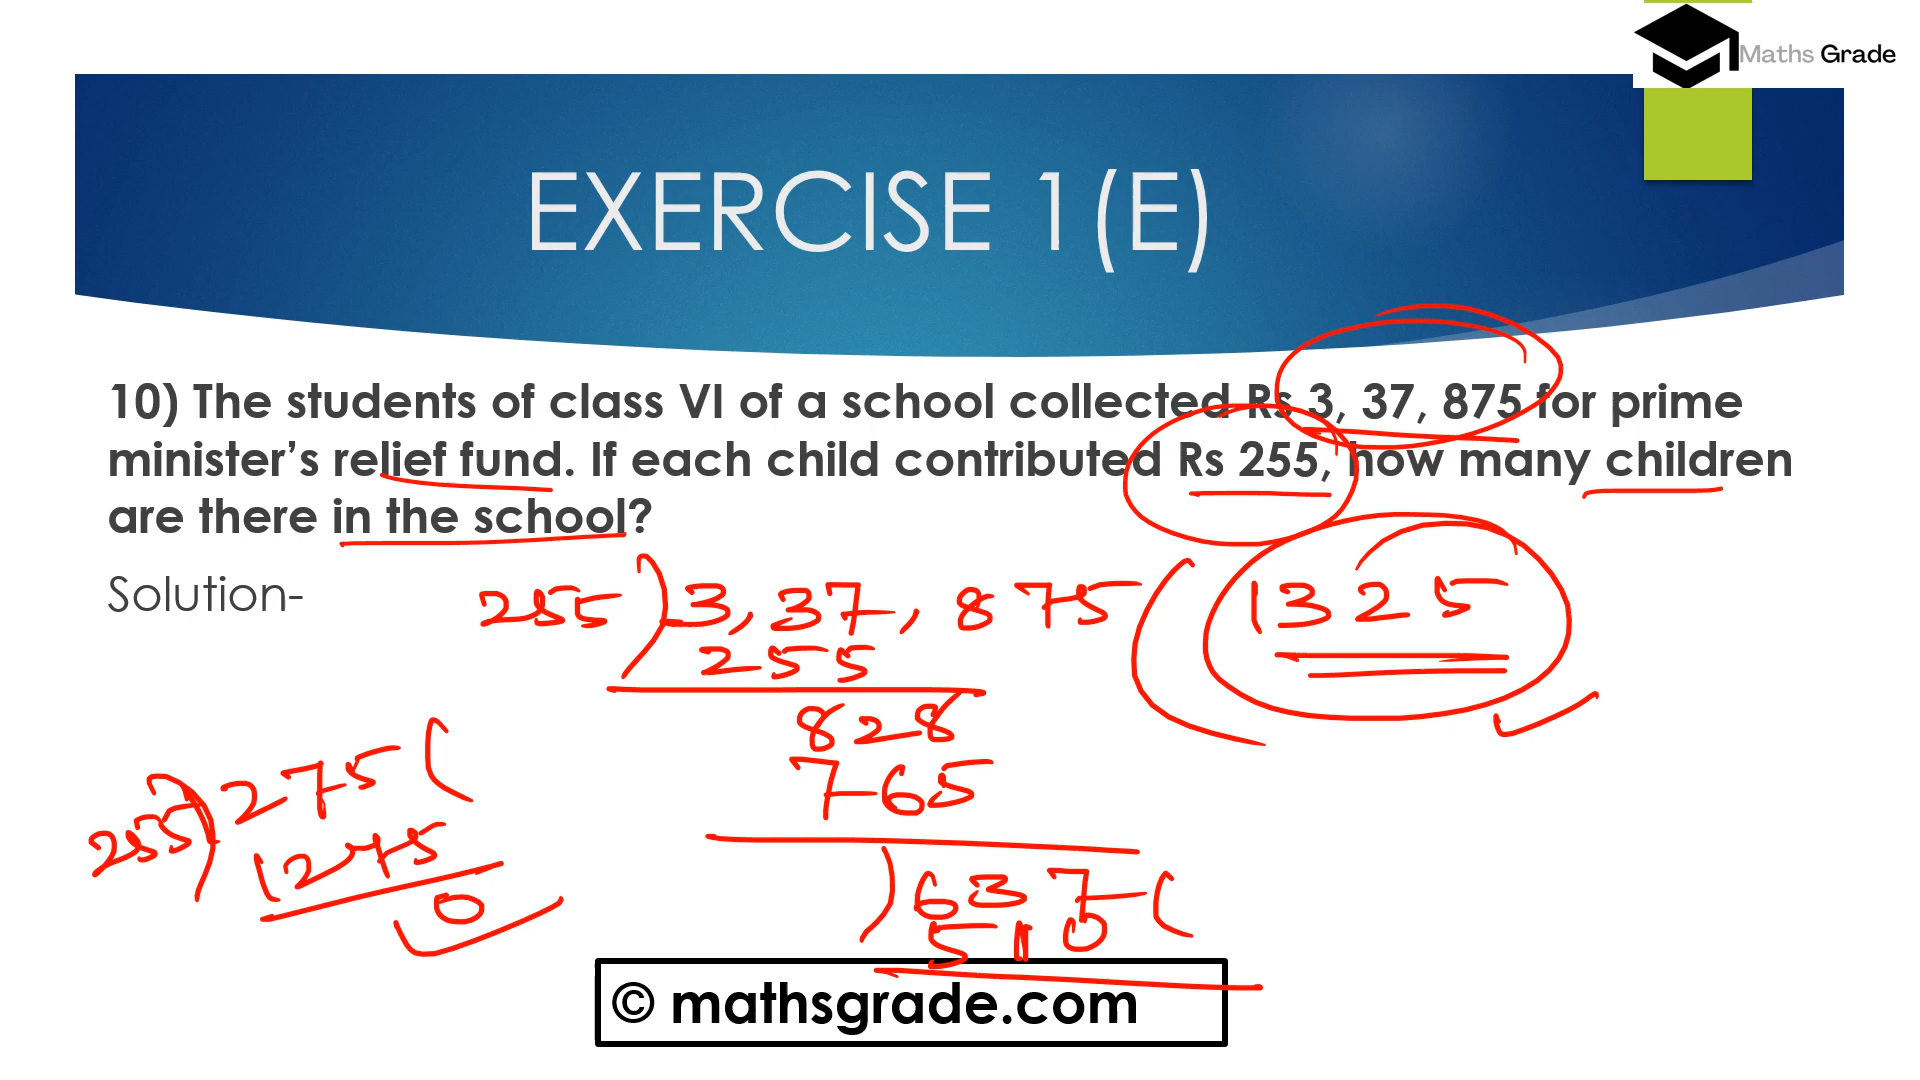 Maths Grade
EXERCISE 1(E)
10) The students of class VI of a school collected Rs 3, 37, 875 for prime
minister’s relief fund. If each child contributed Rs 255, how many children
are there in the school?
Solution-
255 ) 3, 37, 875 ( 1325
255
828
765
) 637 (
510
255) 275 (
1275
0
© mathsgrade.com